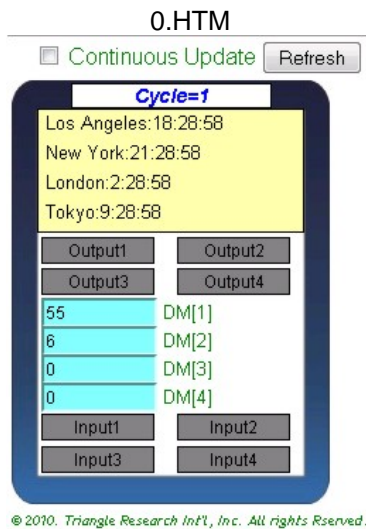 0.HTM
Continuous Update Refresh
Cycle=1
Los Angeles:18:28:58
New York:21:28:58
London:2:28:58
Tokyo:9:28:58
Output1 Output2
Output3 Output4
55 DM[1]
6 DM[2]
0 DM[3]
0 DM[4]
Input1 Input2
Input3 Input4
© 2010. Triangle Research Int'l, Inc. All rights Rserved.